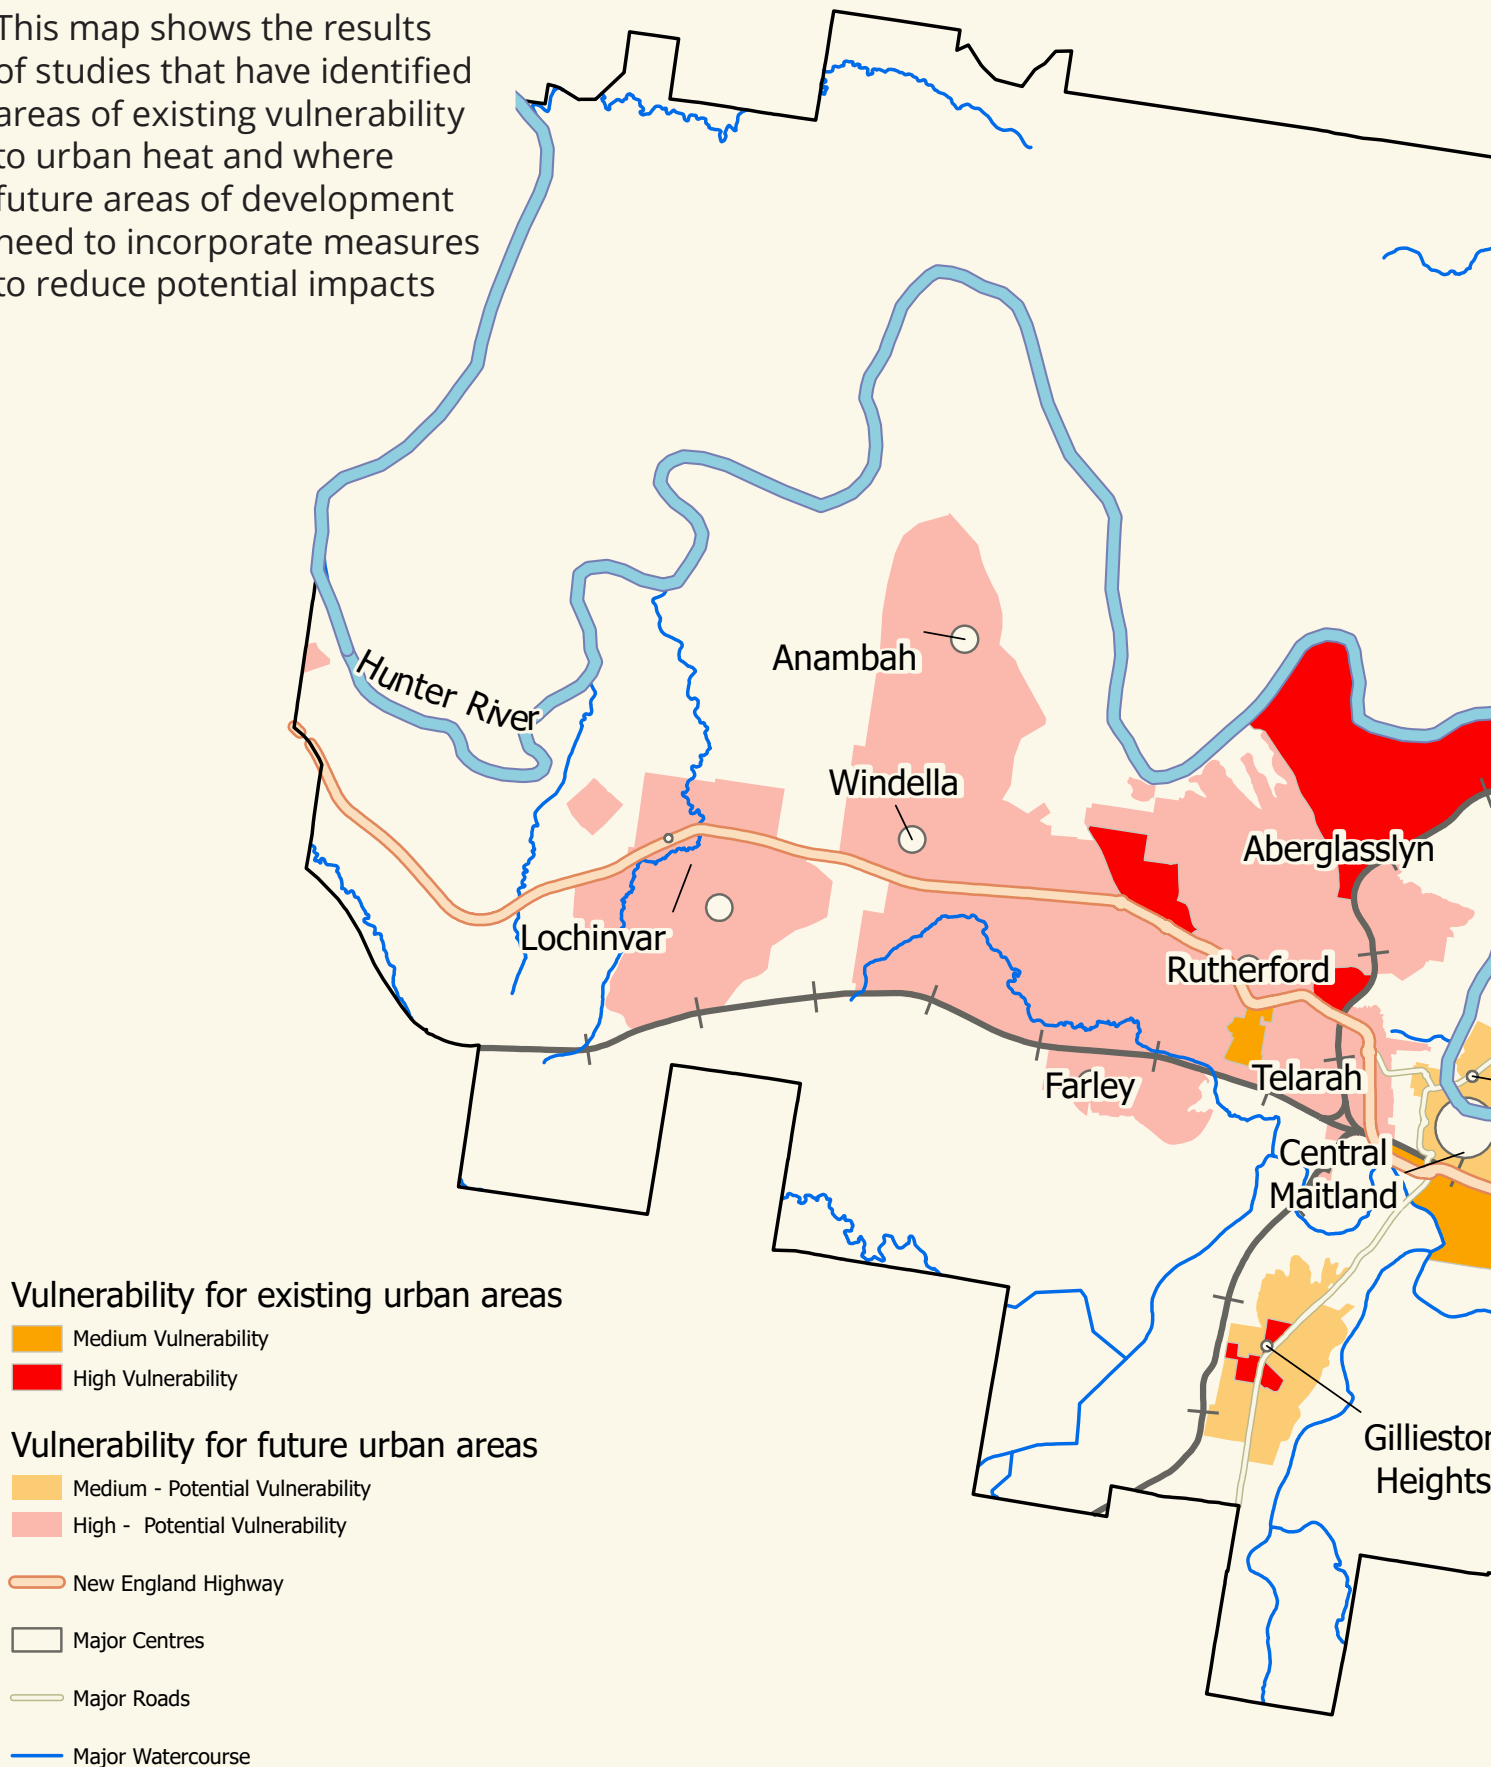 This map shows the results
of studies that have identified
areas of existing vulnerability
to urban heat and where
future areas of development
need to incorporate measures
to reduce potential impacts
Hunter River
Anambah
Windella
Aberglasslyn
Lochinvar
Rutherford
Farley
Telarah
Central
Maitland
Gilliesto
Heights
Vulnerability for existing urban areas
Medium Vulnerability
High Vulnerability
Vulnerability for future urban areas
Medium - Potential Vulnerability
High - Potential Vulnerability
New England Highway
Major Centres
Major Roads
Major Watercourse